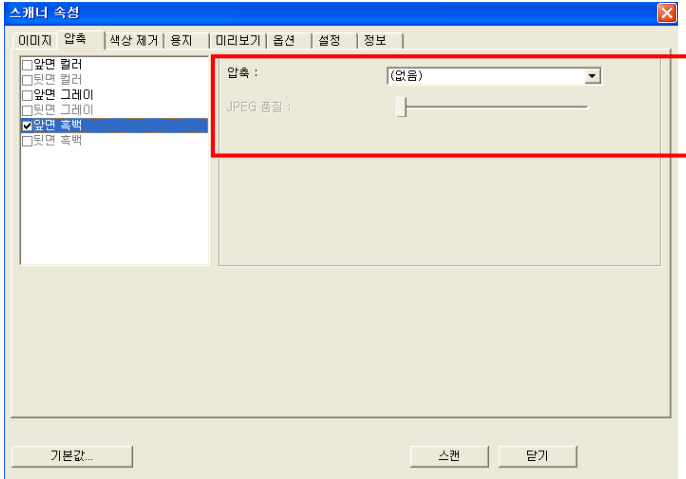 스캐너 속성
이미지 압축 색상 제거 용지 미리보기 옵션 설정 정보
앞면 컬러
뒷면 컬러
앞면 그레이
뒷면 그레이
앞면 흑백
뒷면 흑백
압축 : (없음)
JPEG 품질 :
기본값... 스캔 닫기